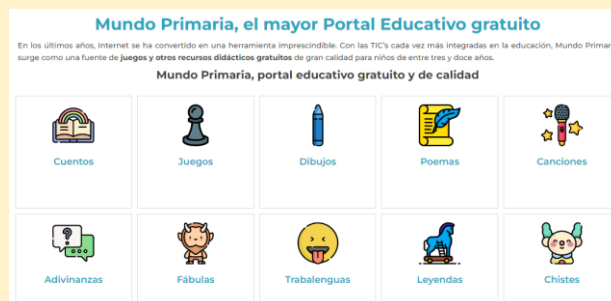 Mundo Primaria, el mayor Portal Educativo gratuito
En los últimos años, Internet se ha convertido en una herramienta imprescindible. Con las TIC's cada vez más integradas en la educación, Mundo Primar
surge como una fuente de juegos y otros recursos didácticos gratuitos de gran calidad para niños de entre tres y doce años.
Mundo Primaria, portal educativo gratuito y de calidad
Cuentos
Juegos
Dibujos
Poemas
Canciones
Adivinanzas
Fábulas
Trabalenguas
Leyendas
Chistes